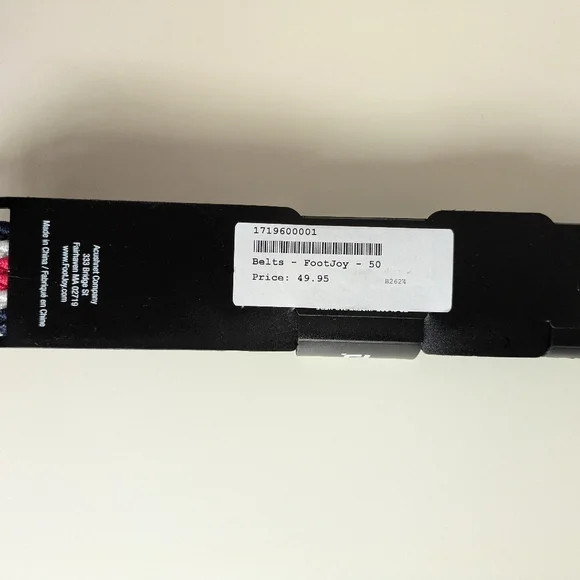 Acushnet Company
333 Bridge St
Fairhaven MA 02719
www.FootJoy.com
Made in China / Fabriqué en Chine
1719600001
Belts - FootJoy - 50
Price: 49.95